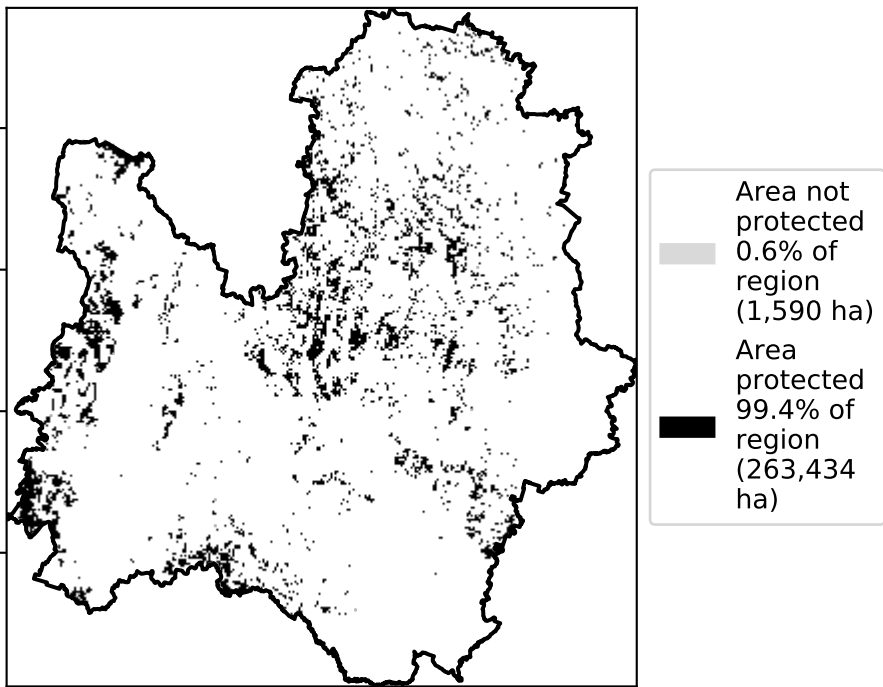 Area not
protected
0.6% of
region
(1,590 ha)
Area
protected
99.4% of
region
(263,434
ha)